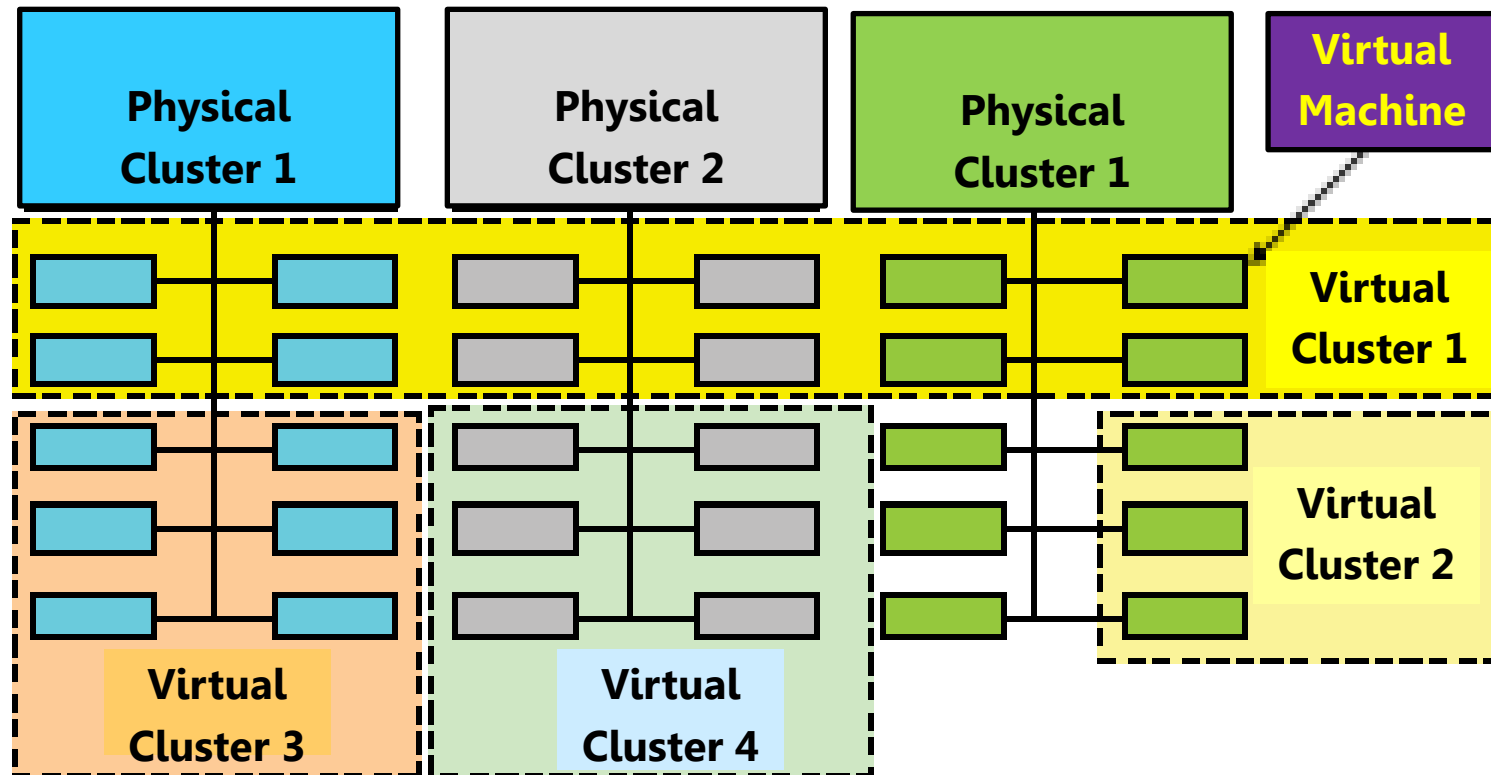 Physical
Cluster 1
Physical
Cluster 2
Physical
Cluster 1
Virtual
Machine
Virtual
Cluster 1
Virtual
Cluster 2
Virtual
Cluster 3
Virtual
Cluster 4